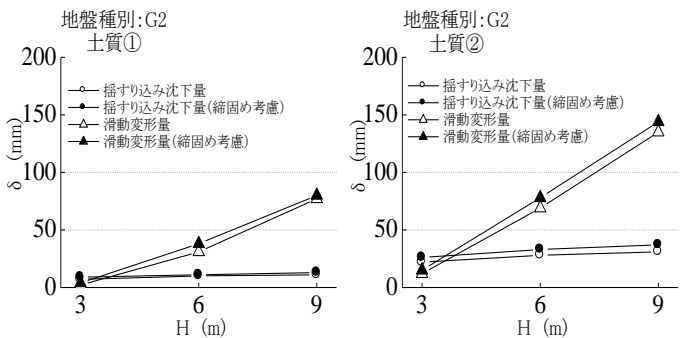 地盤種別:G2
土質①
200
150
100
50
0
δ (mm)
揺すり込み沈下量
揺すり込み沈下量(締固め考慮)
滑動変形量
滑動変形量(締固め考慮)
3 6 9
H (m)
地盤種別:G2
土質②
200
150
100
50
0
δ (mm)
揺すり込み沈下量
揺すり込み沈下量(締固め考慮)
滑動変形量
滑動変形量(締固め考慮)
3 6 9
H (m)